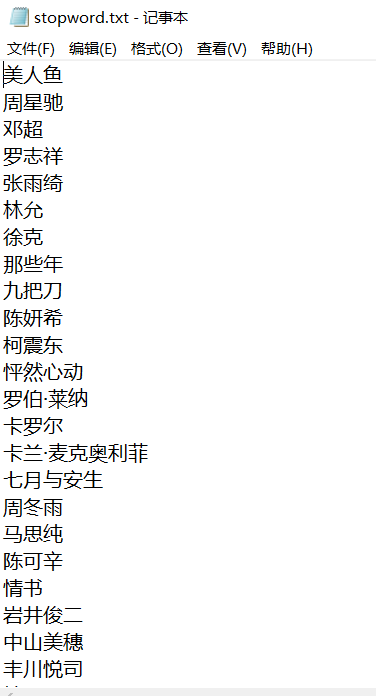 stopword.txt - 记事本
文件(F) 编辑(E) 格式(O) 查看(V) 帮助(H)
美人鱼
周星驰
邓超
罗志祥
张雨绮
林允
徐克
那些年
九把刀
陈妍希
柯震东
怦然心动
罗伯·莱纳
卡罗尔
卡兰·麦克奥利菲
七月与安生
周冬雨
马思纯
陈可辛
情书
岩井俊二
中山美穗
丰川悦司